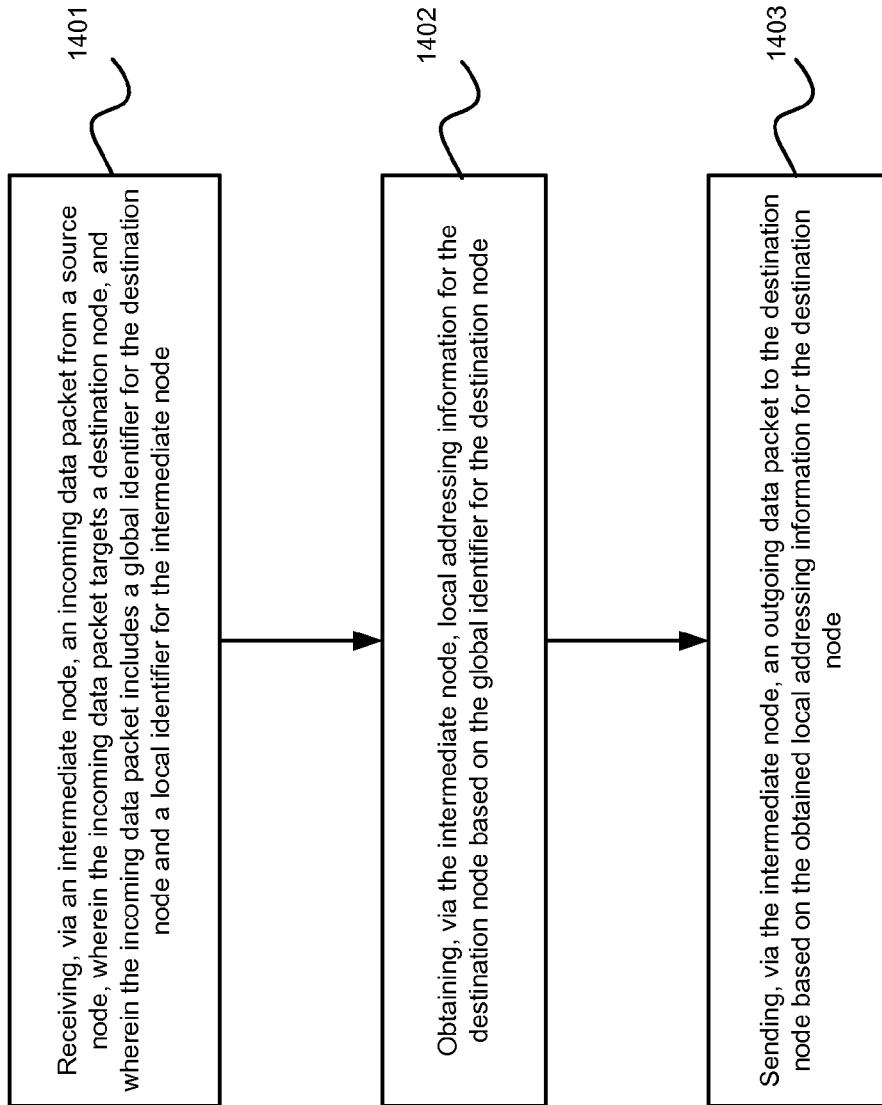 Receiving, via an intermediate node, an incoming data packet from a source
node, wherein the incoming data packet targets a destination node, and
wherein the incoming data packet includes a global identifier for the destination
node and a local identifier for the intermediate node
1401
Obtaining, via the intermediate node, local addressing information for the
destination node based on the global identifier for the destination node
1402
Sending, via the intermediate node, an outgoing data packet to the destination
node based on the obtained local addressing information for the destination
node
1403